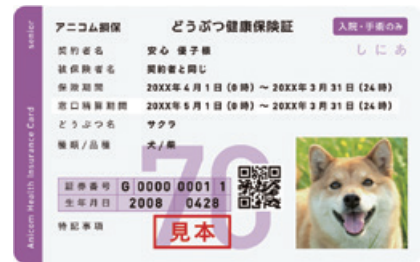 アニコム損保 どうぶつ健康保険証 入院・手術のみ
しにあ
契約者名 安心 優子様
被保険者名 契約者と同じ
保険期間 20XX年4月1日(0時)~20XX年3月31日(24時)
窓口精算期間 20XX年5月1日(0時)~20XX年3月31日(24時)
どうぶつ名 サクラ
種類/品種 犬/柴
70
証券番号 G 0000 0001 1
生年月日 2008 0428
特記事項 見本
senior
Anicom Health Insurance Card